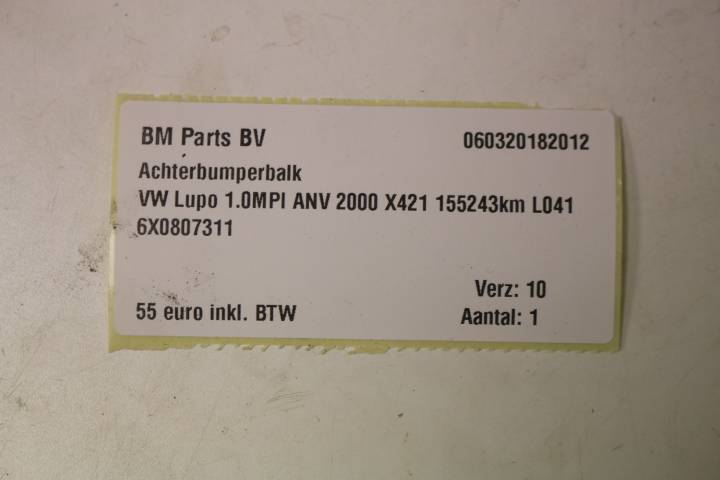 BM Parts BV 060320182012
Achterbumperbalk
VW Lupo 1.0MPI ANV 2000 X421 155243km L041
6X0807311
Verz: 10
55 euro inkl. BTW Aantal: 1